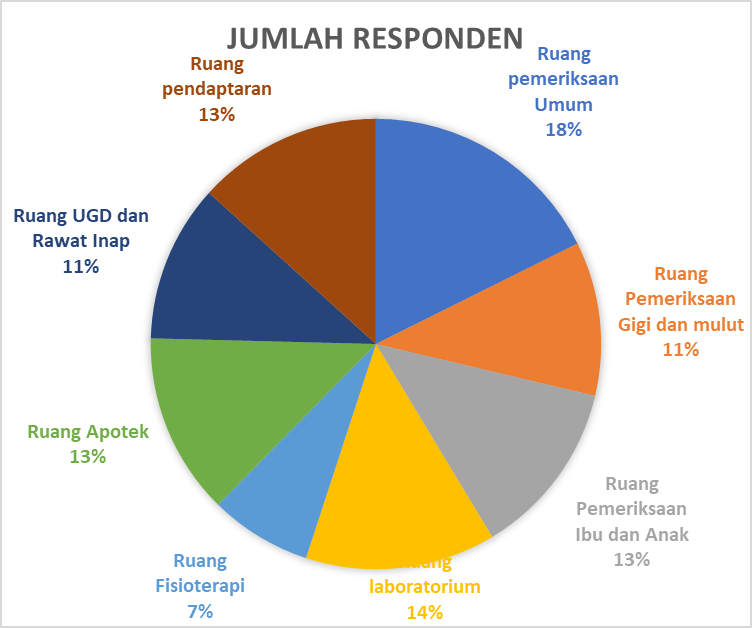 JUMLAH RESPONDEN
Ruang
pemeriksaan
Umum
18%
Ruang
Pemeriksaan
Gigi dan mulut
11%
Ruang
Pemeriksaan
Ibu dan Anak
13%
Ruang
laboratorium
14%
Ruang
Fisioterapi
7%
Ruang Apotek
13%
Ruang UGD dan
Rawat Inap
11%
Ruang
pendaptaran
13%